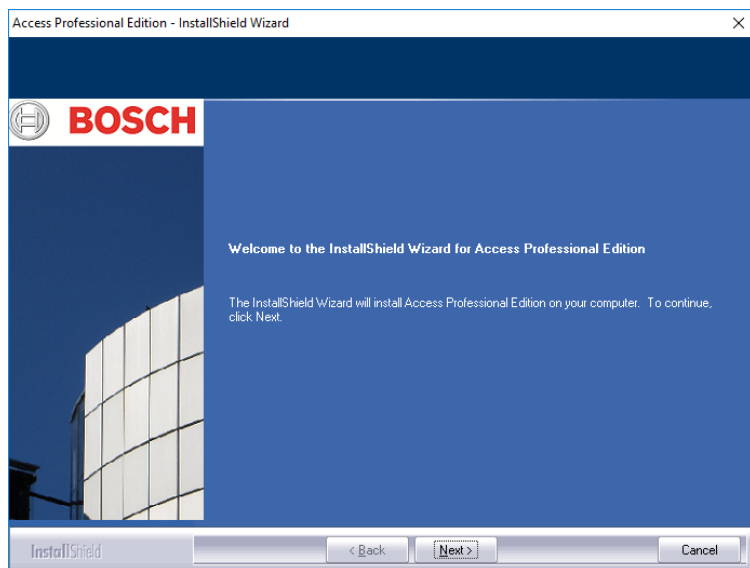 Access Professional Edition - InstallShield Wizard
BOSCH
Welcome to the InstallShield Wizard for Access Professional Edition
The InstallShield Wizard will install Access Professional Edition on your computer. To continue,
click Next.
InstallShield
< Back
Next >
Cancel